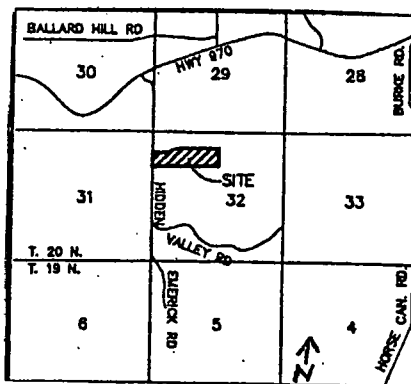 BALLARD HILL RD
HWY 970
30
29
28
BURKE RD.
SITE
31
HIDDEN
32
33
VALLEY RD
T. 20 N.
T. 19 N.
6
EMERICK RD
5
4
HORSE CAN. RD.
N